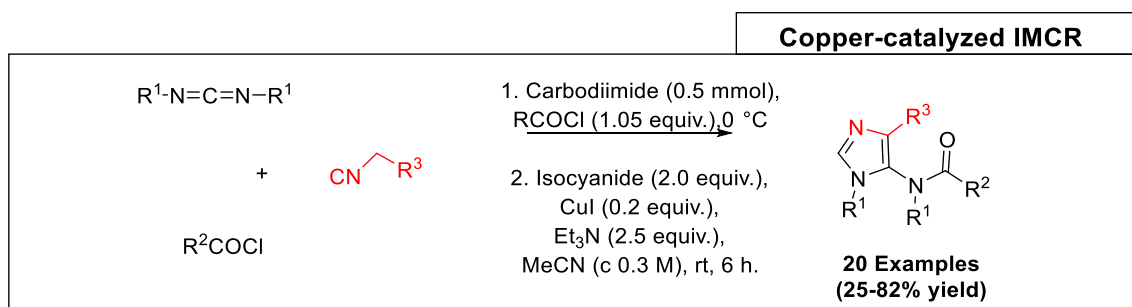 Copper-catalyzed IMCR
R¹-N=C=N-R¹
+
CN
R³
R²COCl
1. Carbodiimide (0.5 mmol),
RCOCl (1.05 equiv.),0 °C
2. Isocyanide (2.0 equiv.),
CuI (0.2 equiv.),
Et₃N (2.5 equiv.),
MeCN (c 0.3 M), rt, 6 h.
N
R³
O
N
N
R²
R¹
R¹
20 Examples
(25-82% yield)